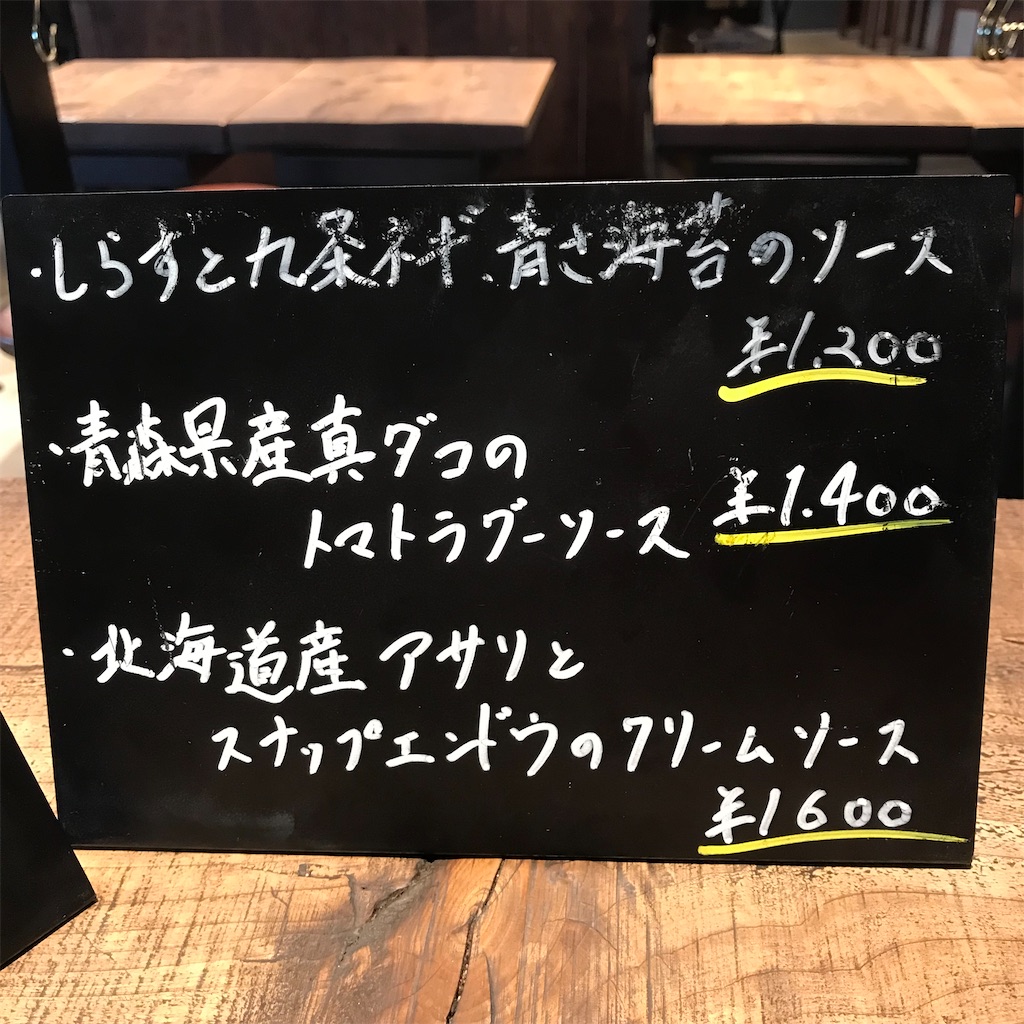 ・しらすと九条ネギ、青さ海苔のソース
¥1.200
・青森県産真ダコの
トマトラグーソース ¥1.400
・北海道産 アサリと
スナップエンドウのクリームソース
¥1600